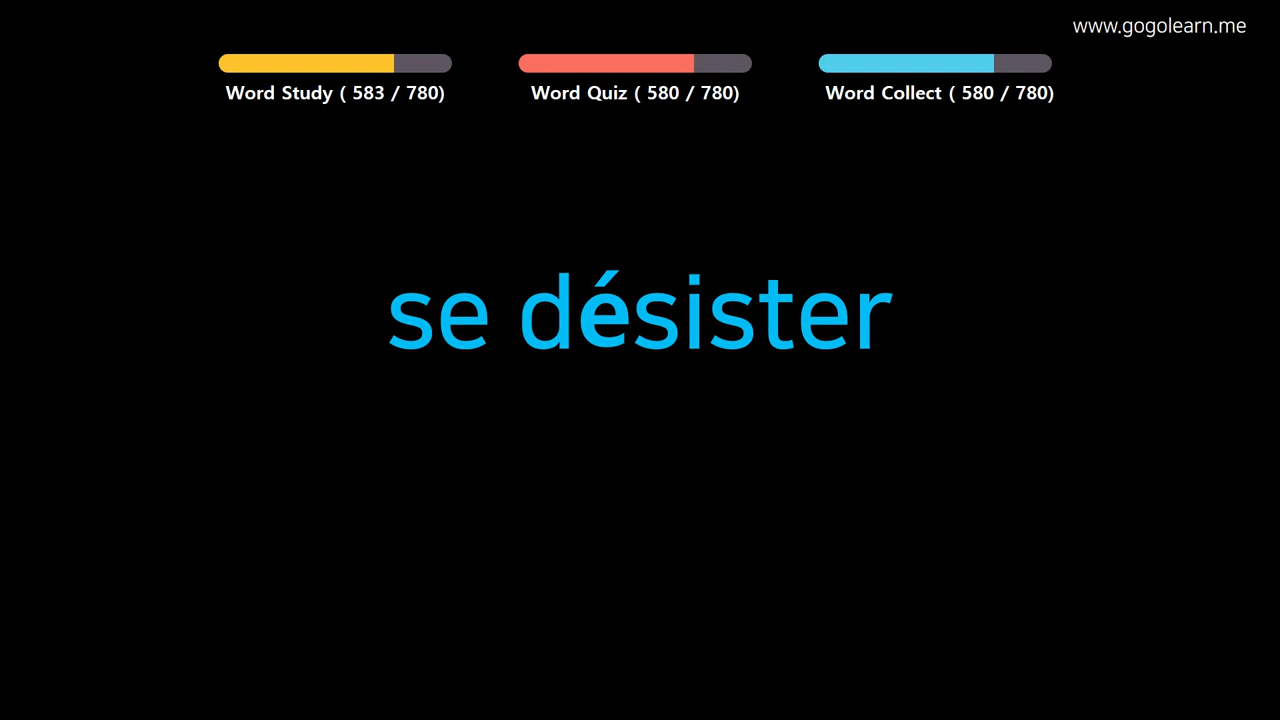 www.gogolearn.me
Word Study ( 583 / 780)
Word Quiz ( 580 / 780)
Word Collect ( 580 / 780)
se désister